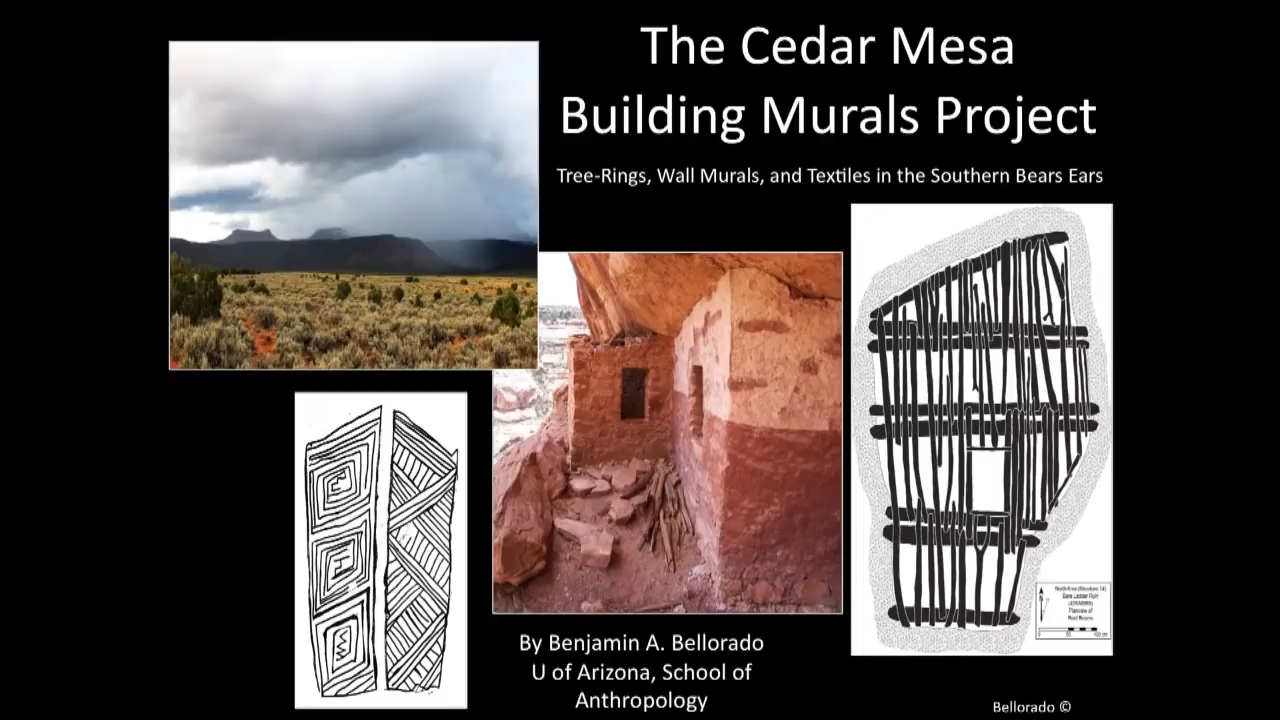 The Cedar Mesa
Building Murals Project
Tree-Rings, Wall Murals, and Textiles in the Southern Bears Ears
By Benjamin A. Bellorado
U of Arizona, School of
Anthropology
Bellorado ©